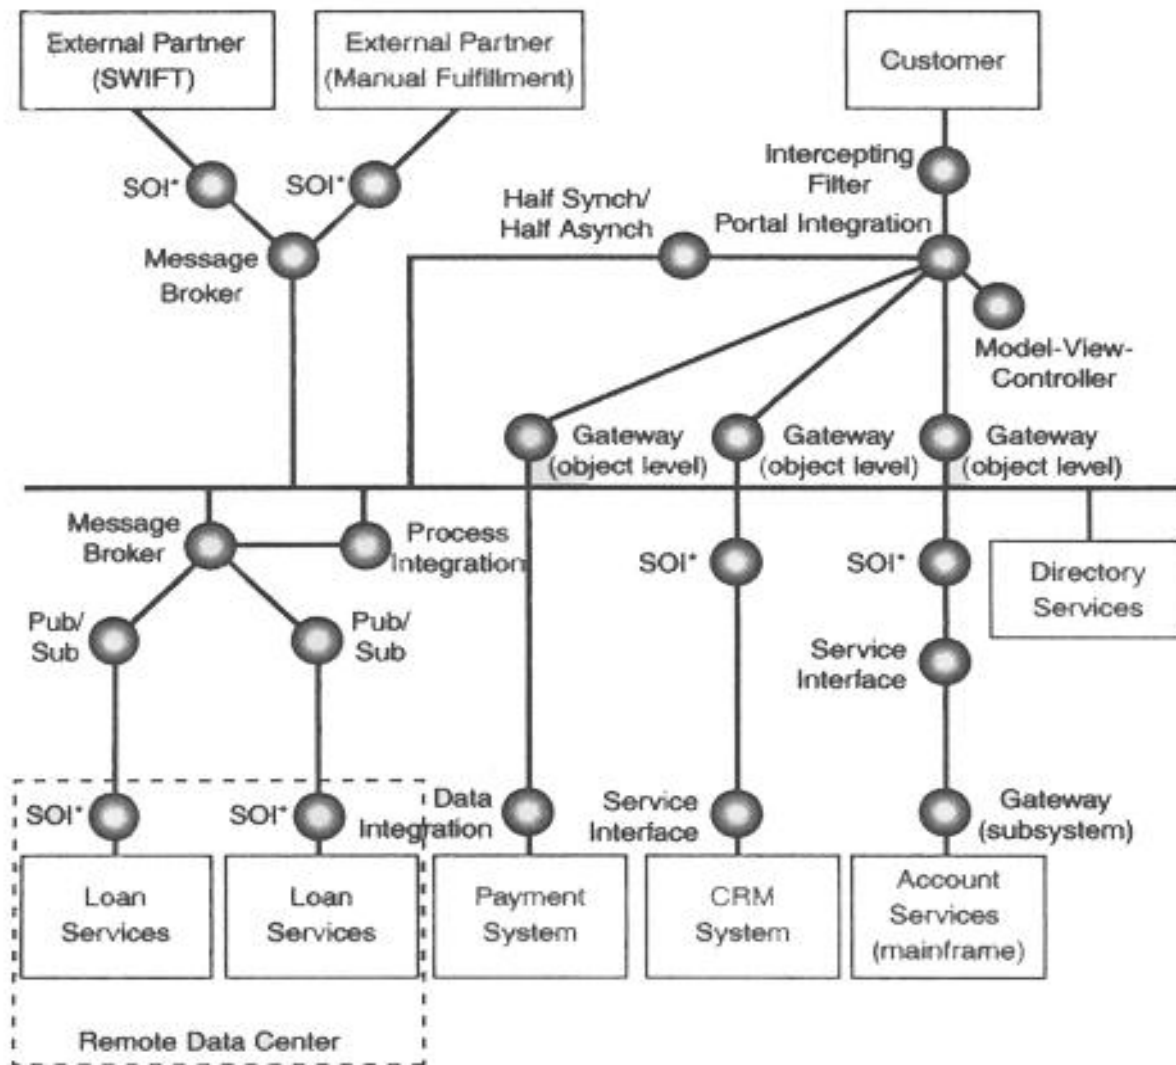 External Partner
(SWIFT)
External Partner
(Manual Fulfillment)
Customer
SOI*
SOI*
Intercepting
Filter
Half Synch/
Half Asynch
Portal Integration
Message
Broker
Model-View-
Controller
Gateway
(object level)
Gateway
(object level)
Gateway
(object level)
Message
Broker
Process
Integration
SOI*
SOI*
Directory
Services
Pub/
Sub
Pub/
Sub
Service
Interface
SOI*
SOI*
Data
Integration
Service
Interface
Gateway
(subsystem)
Loan
Services
Loan
Services
Payment
System
CRM
System
Account
Services
(mainframe)
Remote Data Center